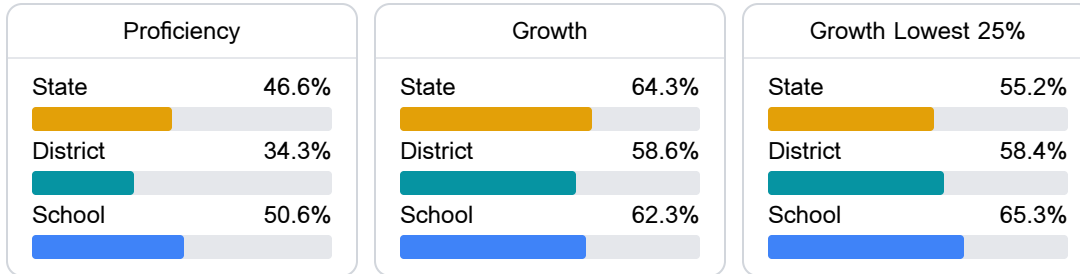 Proficiency
State 46.6%
District 34.3%
School 50.6%
Growth
State 64.3%
District 58.6%
School 62.3%
Growth Lowest 25%
State 55.2%
District 58.4%
School 65.3%